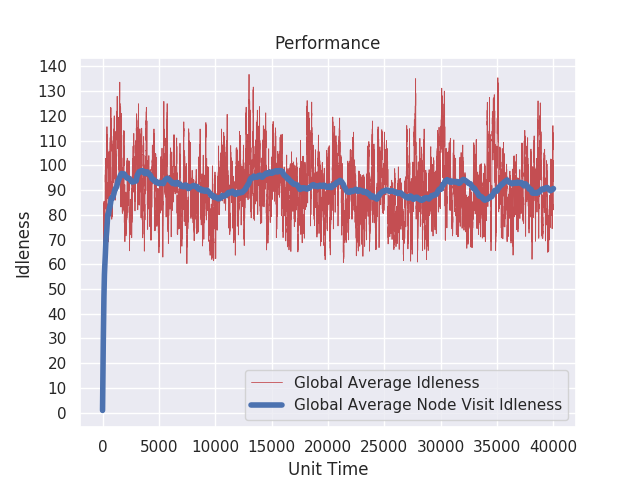 Performance
Idleness
140
130
120
110
100
90
80
70
60
50
40
30
20
10
0
Global Average Idleness
Global Average Node Visit Idleness
0 5000 10000 15000 20000 25000 30000 35000 40000
Unit Time